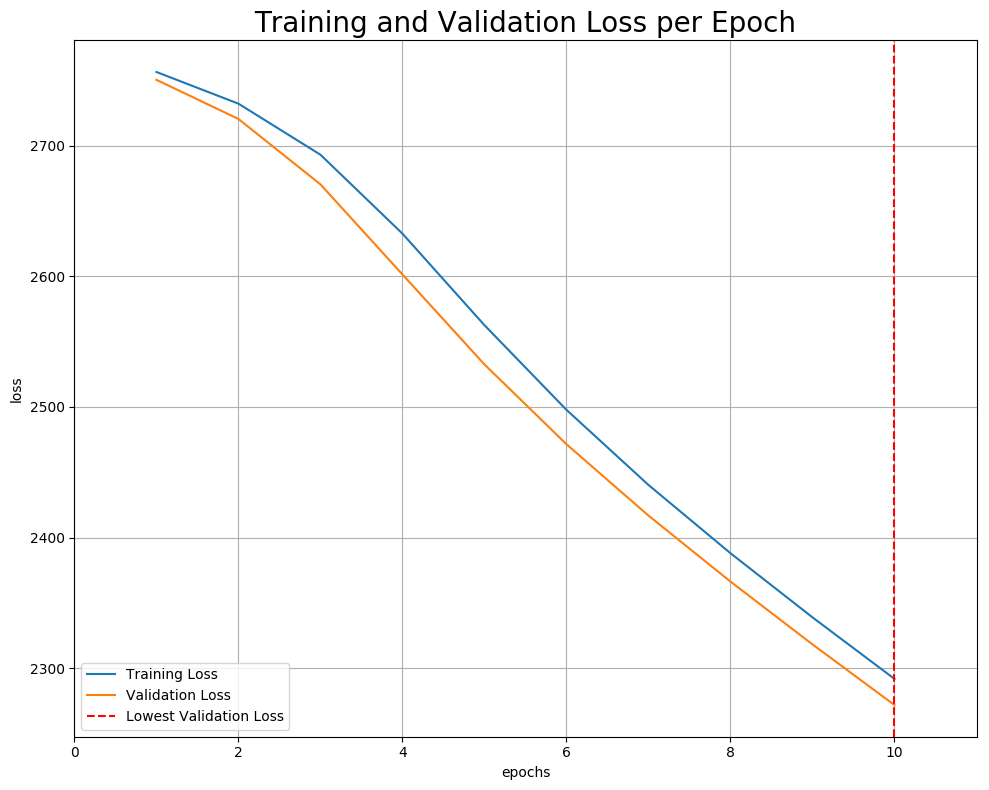 Training and Validation Loss per Epoch
loss
2700
2600
2500
2400
2300
Training Loss
Validation Loss
Lowest Validation Loss
0 2 4 6 8 10
epochs